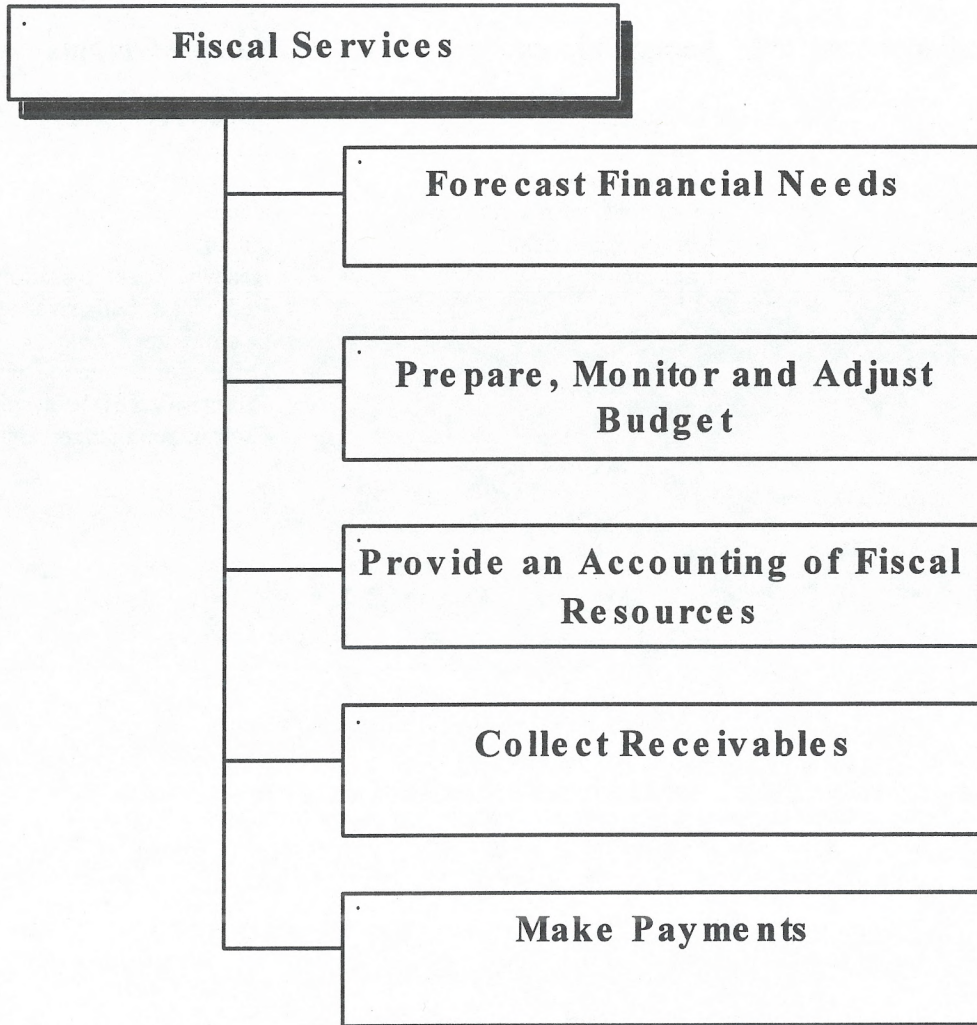 Fiscal Services
Forecast Financial Needs
Prepare, Monitor and Adjust
Budget
Provide an Accounting of Fiscal
Resources
Collect Receivables
Make Payments